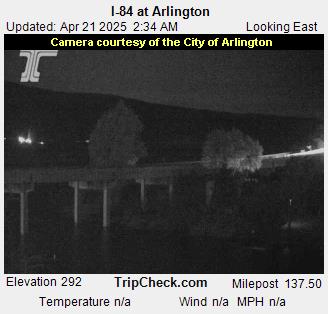 I-84 at Arlington
Updated: Apr 21 2025 2:34 AM Looking East
Camera courtesy of the City of Arlington
Elevation 292 TripCheck.com Milepost 137.50
Temperature n/a Wind n/a MPH n/a